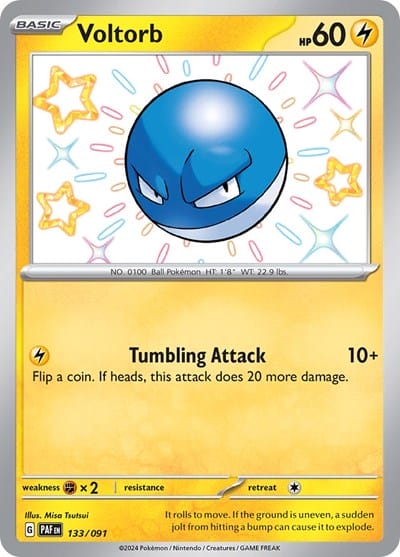 BASIC Voltorb HP 60
NO. 0100 Ball Pokémon HT: 1'8" WT: 22.9 lbs.
Tumbling Attack 10+
Flip a coin. If heads, this attack does 20 more damage.
weakness ×2 resistance retreat
Illus. Misa Tsutsui
It rolls to move. If the ground is uneven, a sudden
jolt from hitting a bump can cause it to explode.
G PAF EN 133/091
©2024 Pokémon / Nintendo / Creatures / GAME FREAK